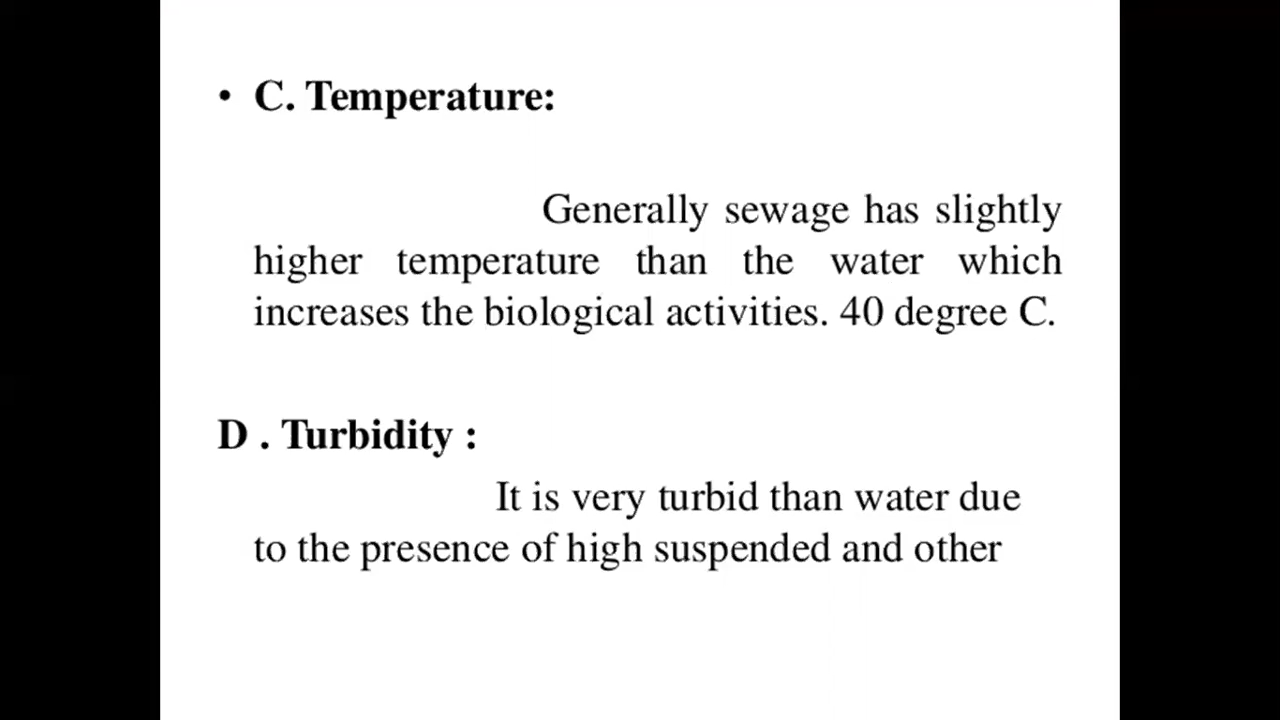 • C. Temperature:
Generally sewage has slightly
higher temperature than the water which
increases the biological activities. 40 degree C.
D . Turbidity :
It is very turbid than water due
to the presence of high suspended and other